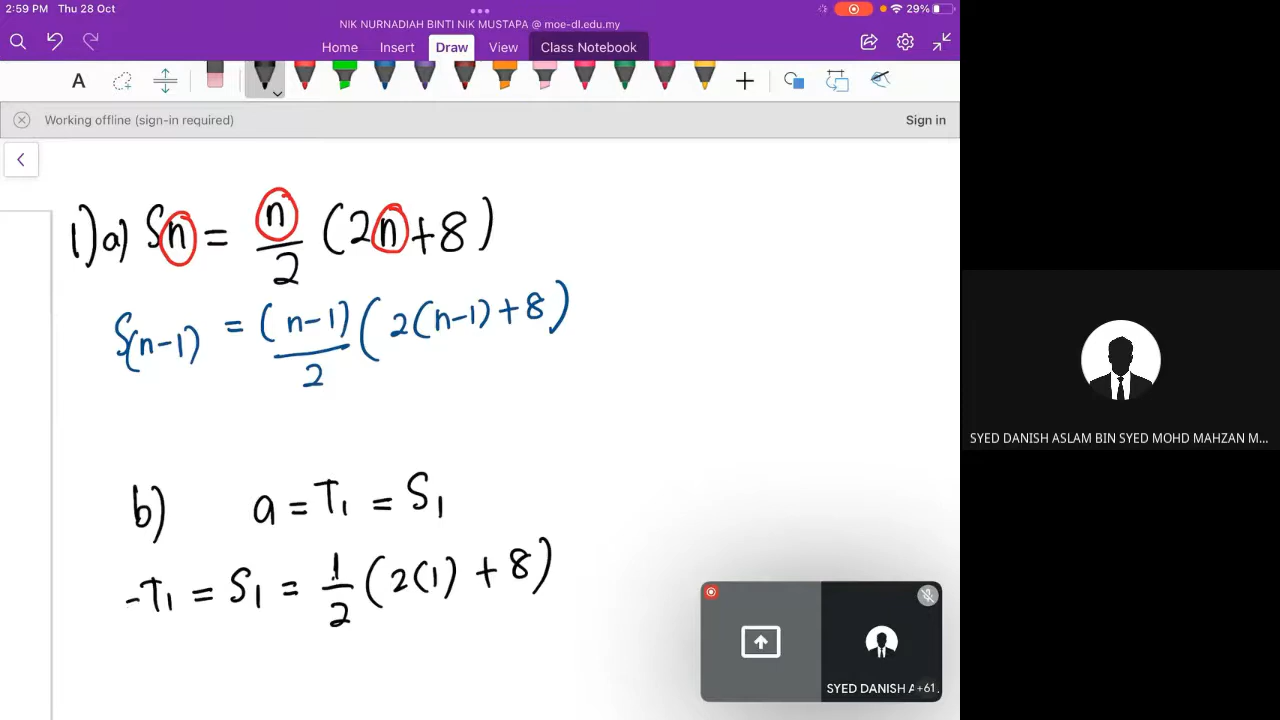 2:59 PM Thu 28 Oct 29%
NIK NURNADIAH BINTI NIK MUSTAPA @ moe-dl.edu.my
Home Insert Draw View Class Notebook
A
Working offline (sign-in required) Sign in
1)a) Sn = n/2 (2n+8)
S(n-1) = (n-1)/2 (2(n-1)+8)
b) a = T1 = S1
-T1 = S1 = 1/2 (2(1) + 8)
SYED DANISH ASLAM BIN SYED MOHD MAHZAN M...
SYED DANISH A +61